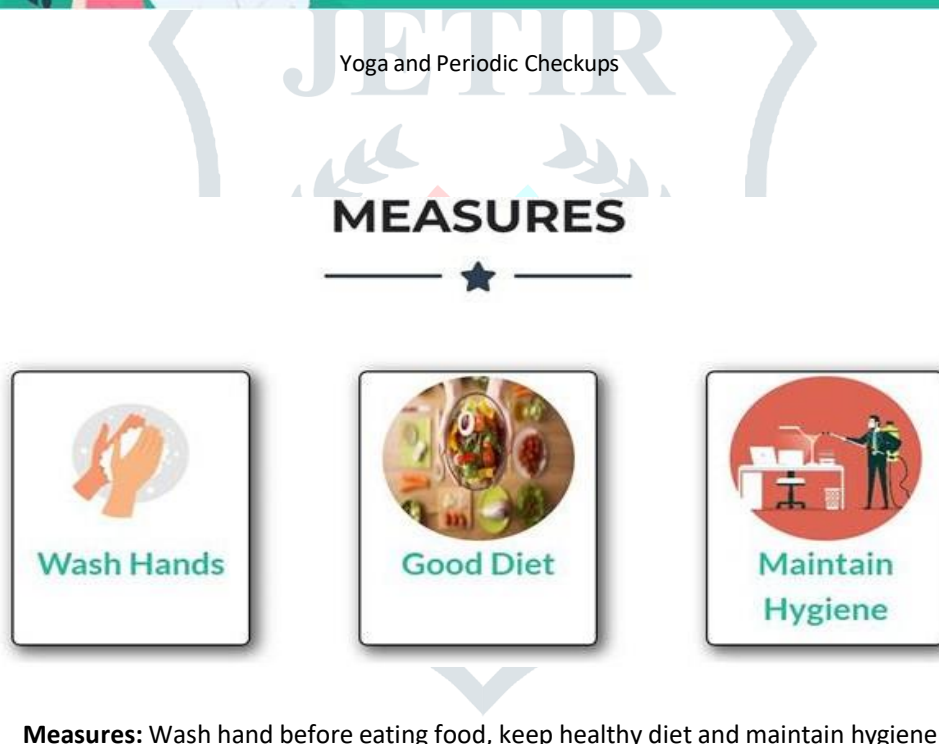 JETIR
Yoga and Periodic Checkups
MEASURES
Wash Hands
Good Diet
Maintain
Hygiene
Measures: Wash hand before eating food, keep healthy diet and maintain hygiene